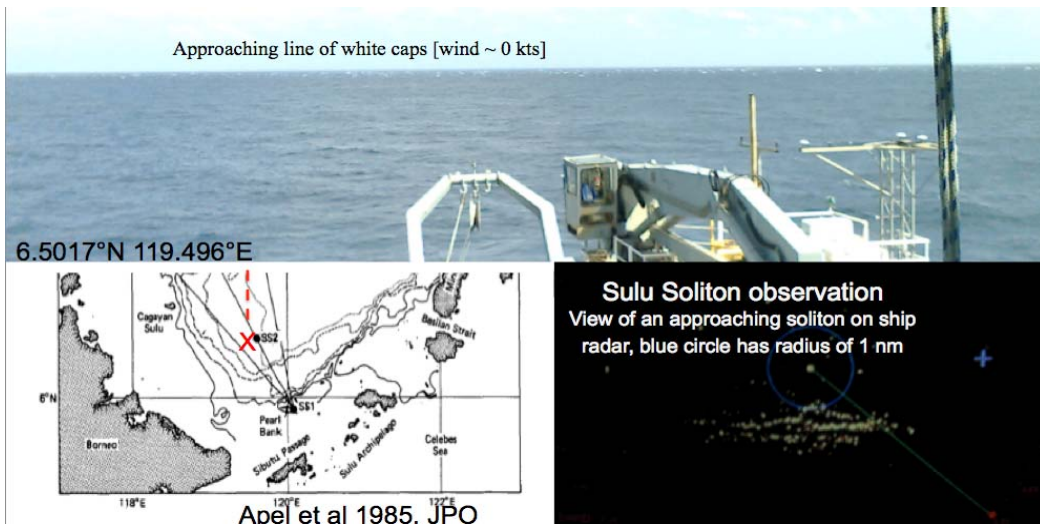 Approaching line of white caps [wind ~ 0 kts]
6.5017°N 119.496°E
Cagayan
Sulu
SS2
Basilan Strait
6°N
SS1
Pearl
Bank
Borneo
Sibutu Passage
Sulu Archipelago
Celebes
Sea
118°E
120°E
122°E
Apel et al 1985, JPO
Sulu Soliton observation
View of an approaching soliton on ship
radar, blue circle has radius of 1 nm